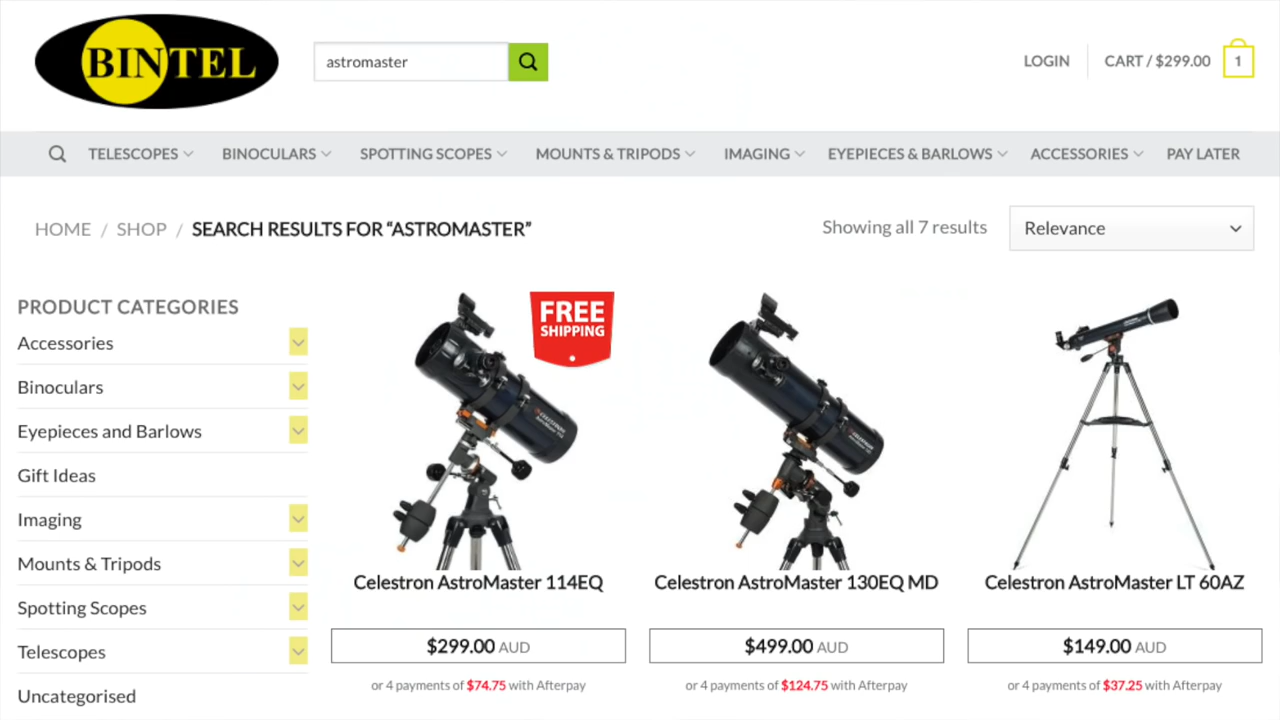 BINTEL
astromaster
LOGIN
CART / $299.00
1
TELESCOPES
BINOCULARS
SPOTTING SCOPES
MOUNTS & TRIPODS
IMAGING
EYEPIECES & BARLOWS
ACCESSORIES
PAY LATER
HOME / SHOP / SEARCH RESULTS FOR “ASTROMASTER”
Showing all 7 results
Relevance
PRODUCT CATEGORIES
Accessories
Binoculars
Eyepieces and Barlows
Gift Ideas
Imaging
Mounts & Tripods
Spotting Scopes
Telescopes
Uncategorised
FREE
SHIPPING
Celestron AstroMaster 114EQ
$299.00 AUD
or 4 payments of $74.75 with Afterpay
Celestron AstroMaster 130EQ MD
$499.00 AUD
or 4 payments of $124.75 with Afterpay
Celestron AstroMaster LT 60AZ
$149.00 AUD
or 4 payments of $37.25 with Afterpay